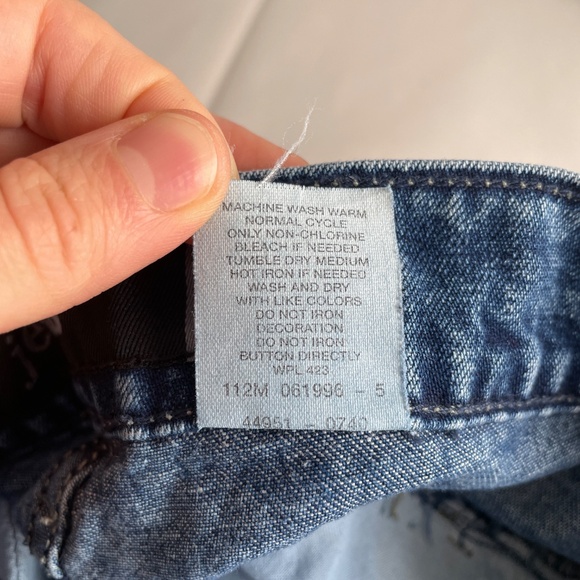 MACHINE WASH WARM
NORMAL CYCLE
ONLY NON-CHLORINE
BLEACH IF NEEDED
TUMBLE DRY MEDIUM
HOT IRON IF NEEDED
WASH AND DRY
WITH LIKE COLORS
DO NOT IRON
DECORATION
DO NOT IRON
BUTTON DIRECTLY
WPL 423
112M 061996 - 5
44951 - 0740